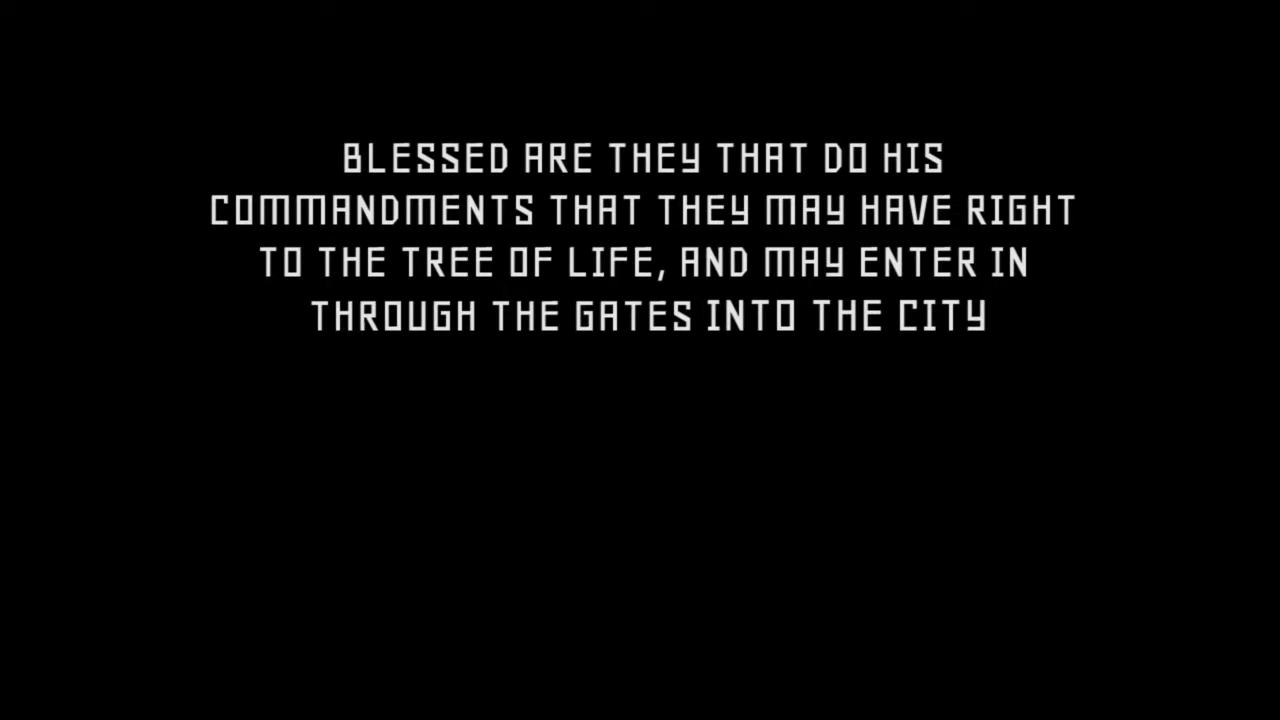 BLESSED ARE THEY THAT DO HIS
COMMANDMENTS THAT THEY MAY HAVE RIGHT
TO THE TREE OF LIFE, AND MAY ENTER IN
THROUGH THE GATES INTO THE CITY